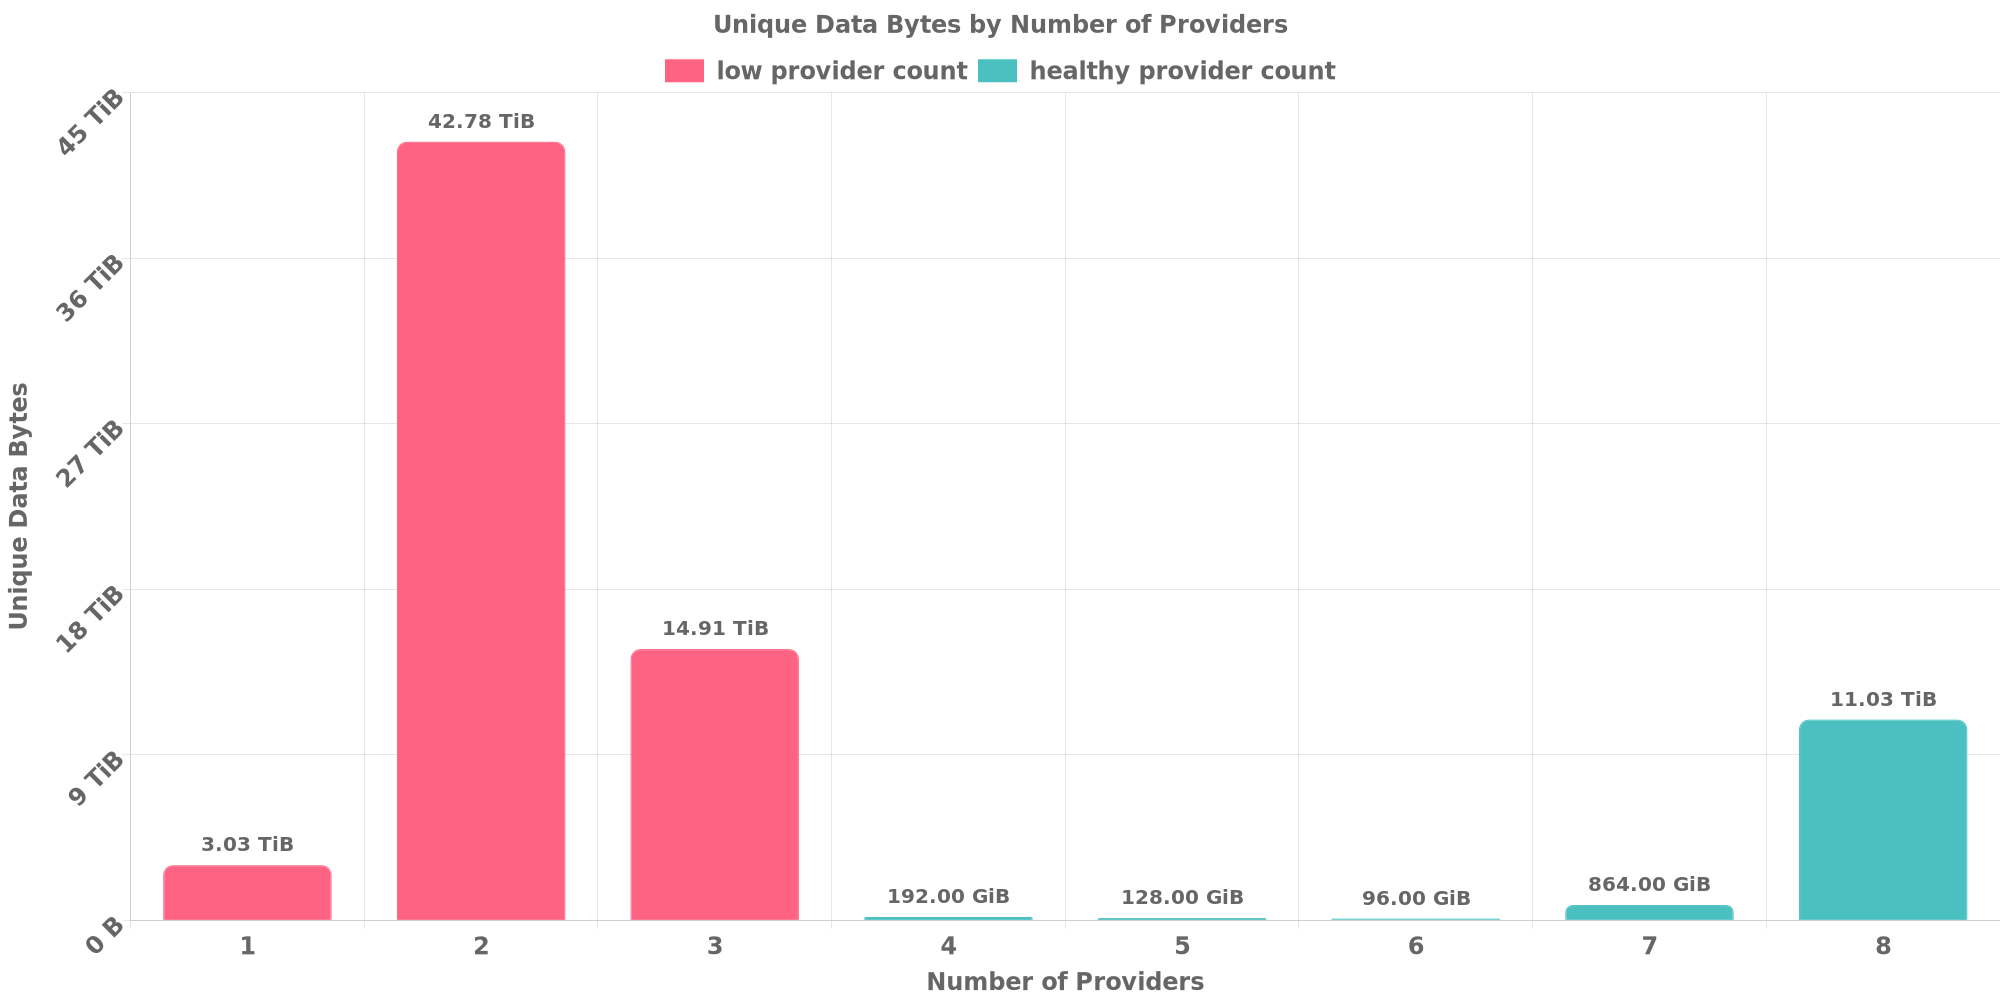 Unique Data Bytes by Number of Providers
low provider count healthy provider count
Unique Data Bytes
45 TiB
36 TiB
27 TiB
18 TiB
9 TiB
0 B
3.03 TiB
42.78 TiB
14.91 TiB
192.00 GiB
128.00 GiB
96.00 GiB
864.00 GiB
11.03 TiB
1 2 3 4 5 6 7 8
Number of Providers